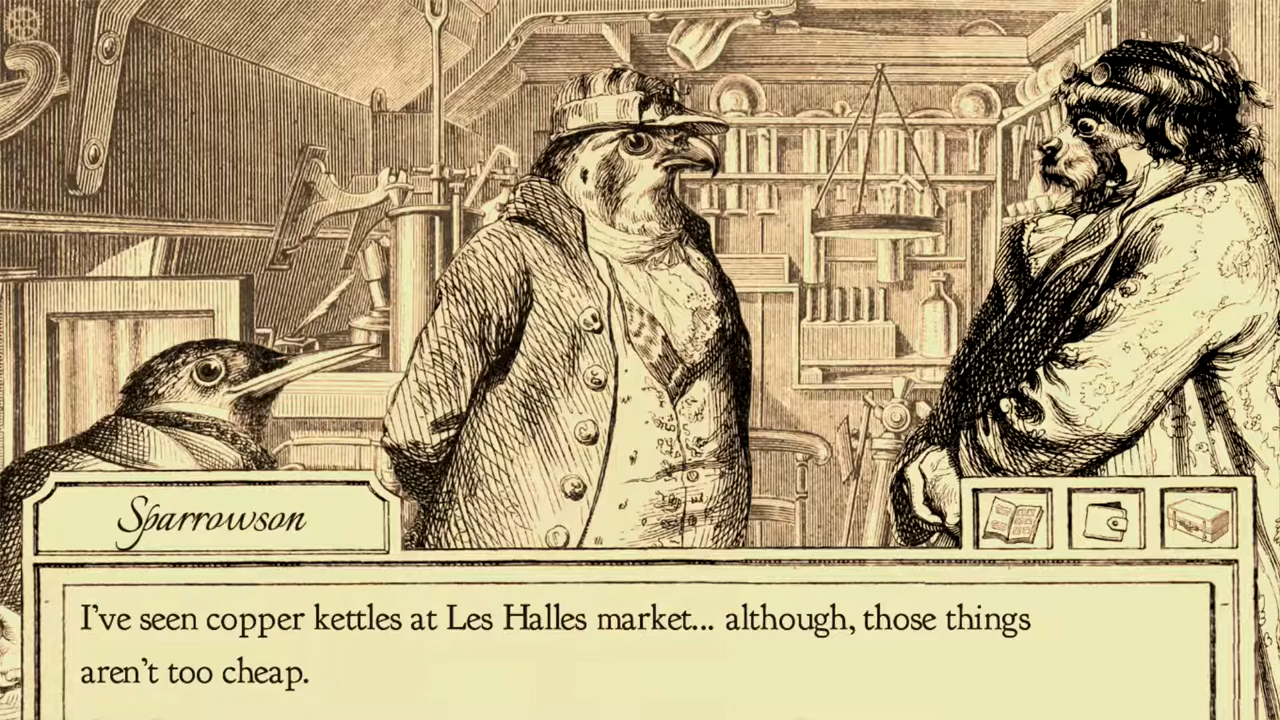 Sparrowson
I've seen copper kettles at Les Halles market... although, those things
aren't too cheap.